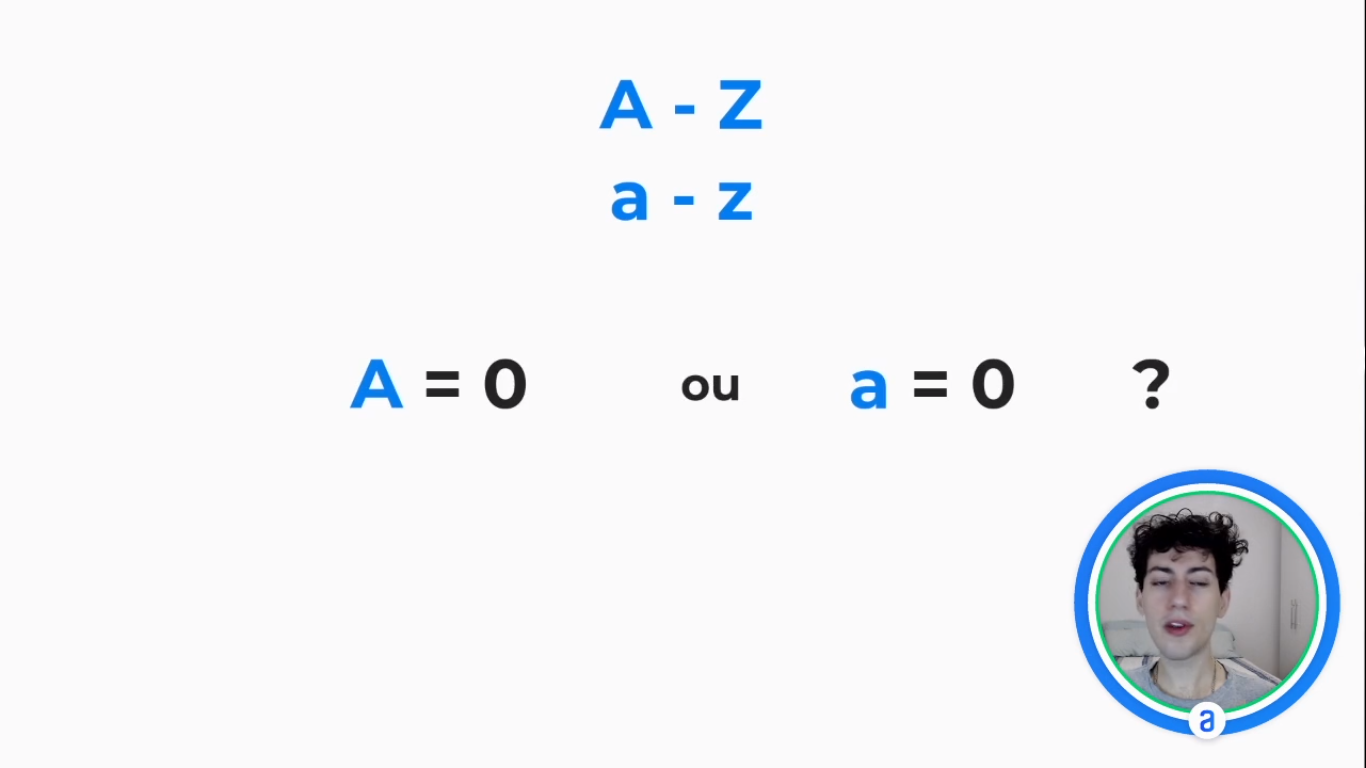 A - Z
a - z
A = 0 ou a = 0 ?
a